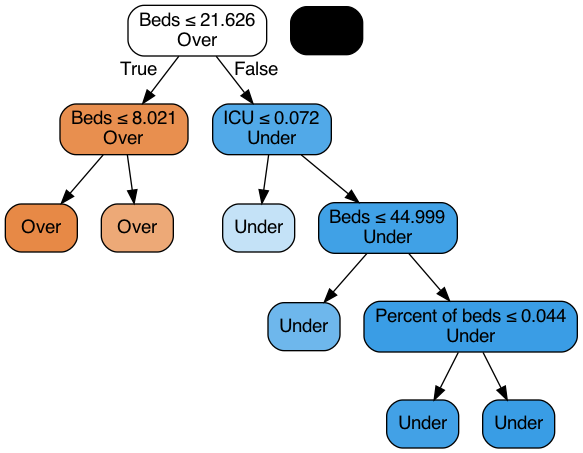 Beds ≤ 21.626
Over
True
False
Beds ≤ 8.021
Over
ICU ≤ 0.072
Under
Over
Over
Under
Beds ≤ 44.999
Under
Under
Percent of beds ≤ 0.044
Under
Under
Under